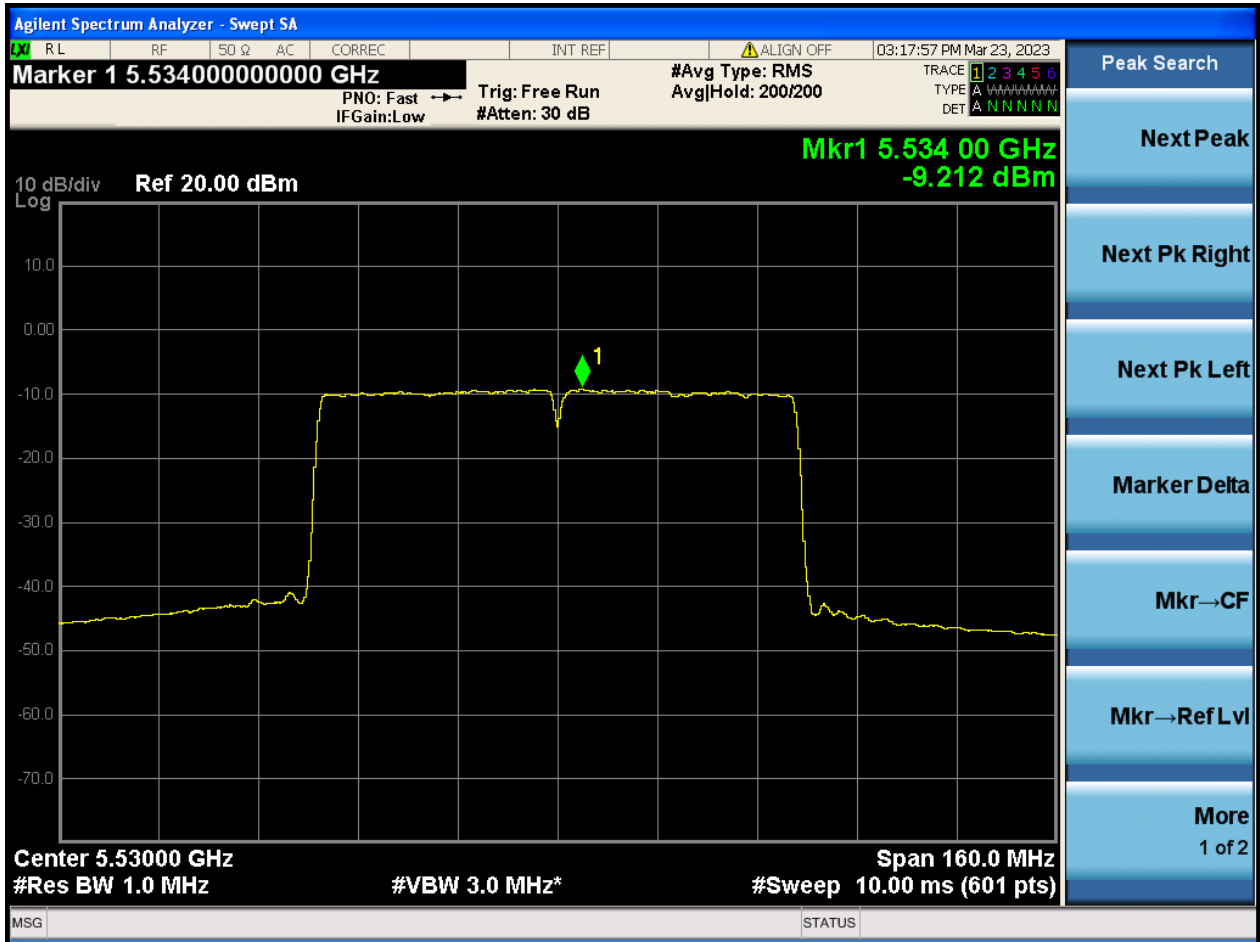 Agilent Spectrum Analyzer - Swept SA
LXI RL RF 50 Ω AC CORREC INT REF ALIGN OFF 03:17:57 PM Mar 23, 2023
Marker 1 5.534000000000 GHz
PNO: Fast
IFGain:Low
Trig: Free Run
#Atten: 30 dB
#Avg Type: RMS
Avg|Hold: 200/200
TRACE 1 2 3 4 5 6
TYPE A WWWWWWW
DET A N N N N N
Mkr1 5.534 00 GHz
-9.212 dBm
10 dB/div Ref 20.00 dBm
Log
10.0
0.00
-10.0
-20.0
-30.0
-40.0
-50.0
-60.0
-70.0
1
Center 5.53000 GHz Span 160.0 MHz
#Res BW 1.0 MHz #VBW 3.0 MHz* #Sweep 10.00 ms (601 pts)
MSG STATUS
Peak Search
Next Peak
Next Pk Right
Next Pk Left
Marker Delta
Mkr→CF
Mkr→Ref Lvl
More
1 of 2